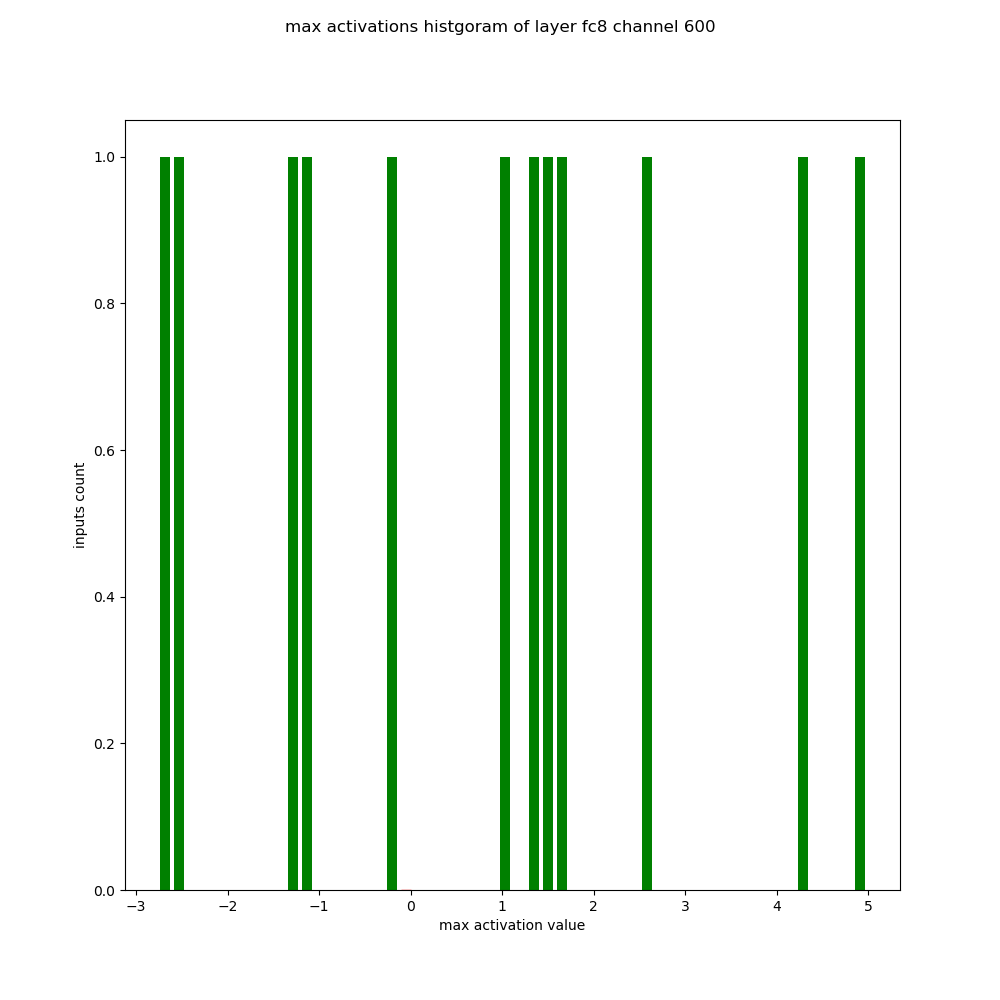 max activations histgoram of layer fc8 channel 600
1.0
0.8
0.6
0.4
0.2
0.0
inputs count
−3 −2 −1 0 1 2 3 4 5
max activation value